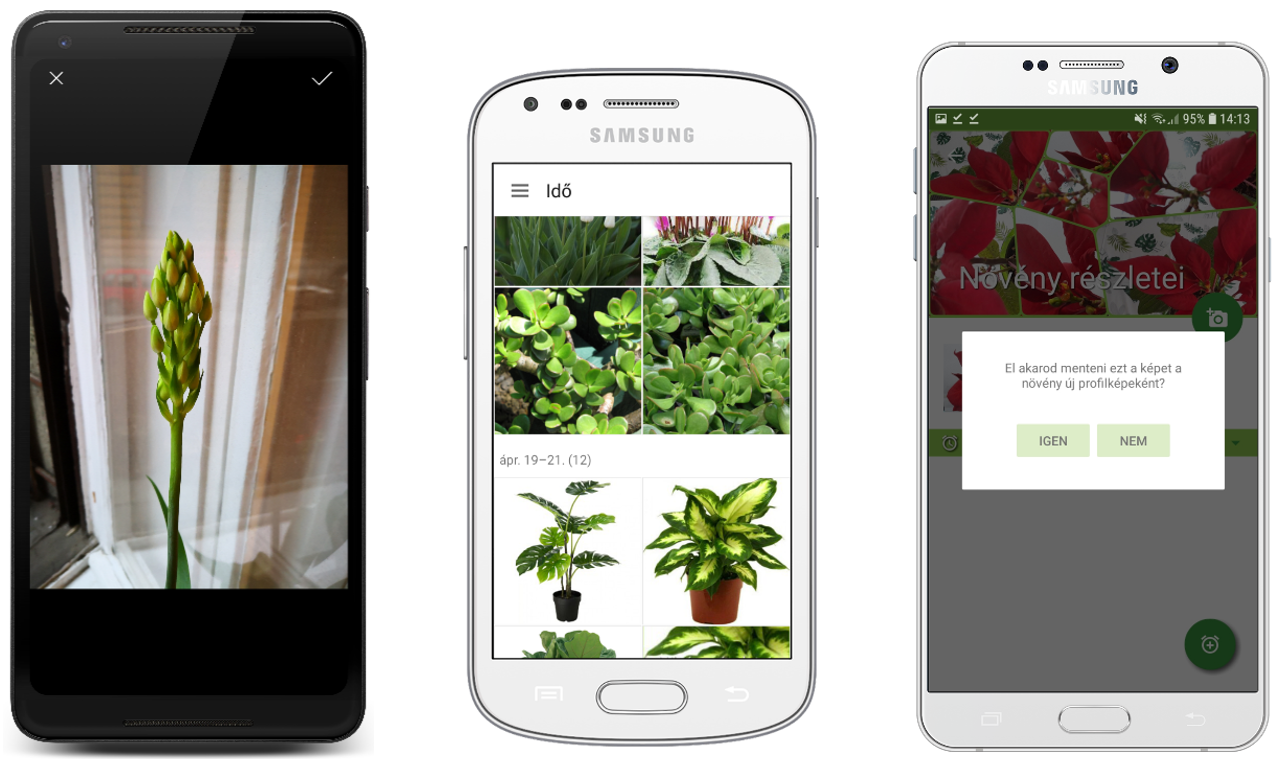 SAMSUNG
Idő
ápr. 19–21. (12)
SAMSUNG
95% 14:13
Növény részletei
El akarod menteni ezt a képet a
növény új profilképeként?
IGEN NEM